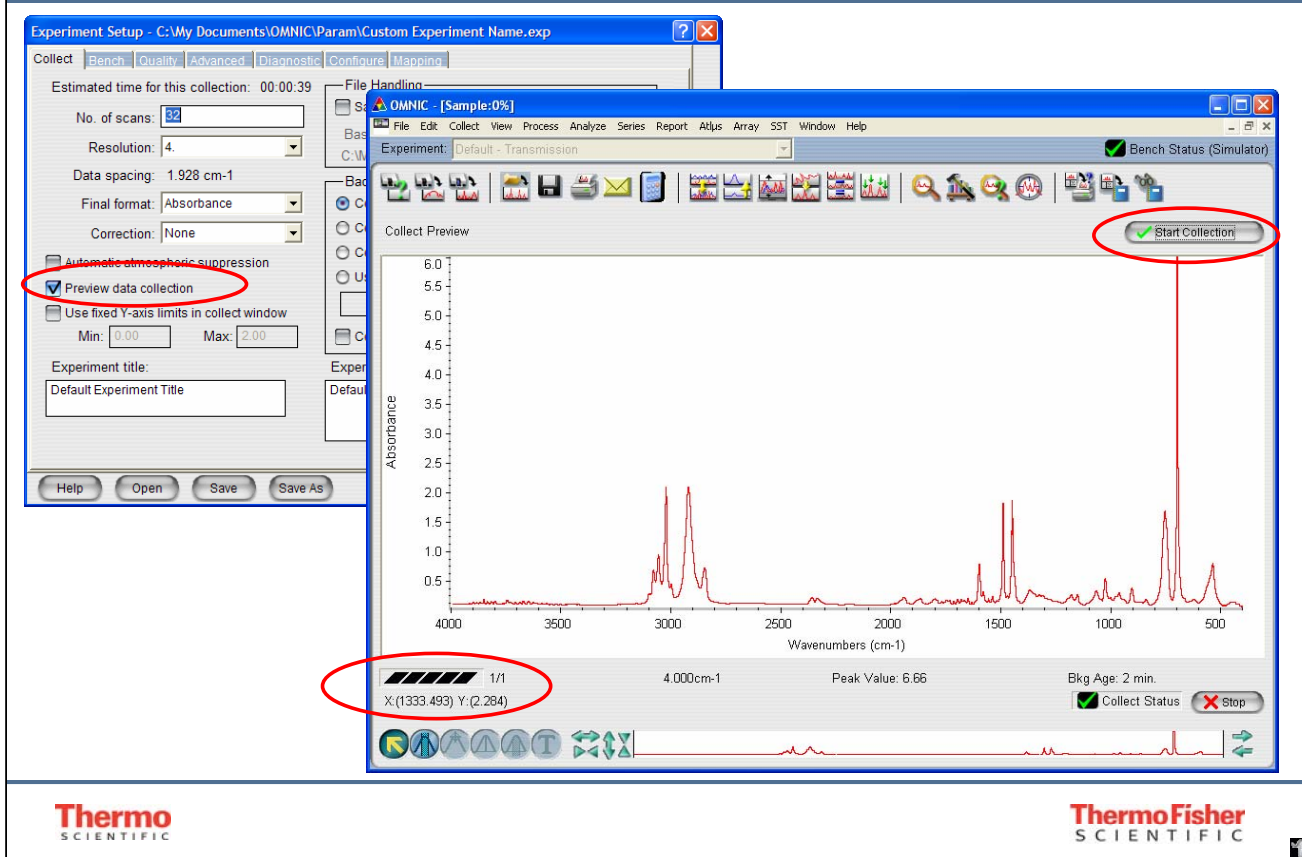 Experiment Setup - C:\My Documents\OMNIC\Param\Custom Experiment Name.exp
Collect Bench Quality Advanced Diagnostic Configure Mapping
Estimated time for this collection: 00:00:39
No. of scans: 32
Resolution: 4.
Data spacing: 1.928 cm-1
Final format: Absorbance
Correction: None
Automatic atmospheric suppression
Preview data collection
Use fixed Y-axis limits in collect window
Min: 0.00 Max: 2.00
Experiment title:
Default Experiment Title
Help Open Save Save As
File Handling
C:\M
OMNIC - [Sample:0%]
File Edit Collect View Process Analyze Series Report Atlµs Array SST Window Help
Experiment: Default - Transmission
Bench Status (Simulator)
Collect Preview
Start Collection
Absorbance
6.0
5.5
5.0
4.5
4.0
3.5
3.0
2.5
2.0
1.5
1.0
0.5
4000 3500 3000 2500 2000 1500 1000 500
Wavenumbers (cm-1)
1/1 4.000cm-1 Peak Value: 6.66 Bkg Age: 2 min.
X:(1333.493) Y:(2.284)
Collect Status Stop
T
Thermo
SCIENTIFIC
ThermoFisher
SCIENTIFIC